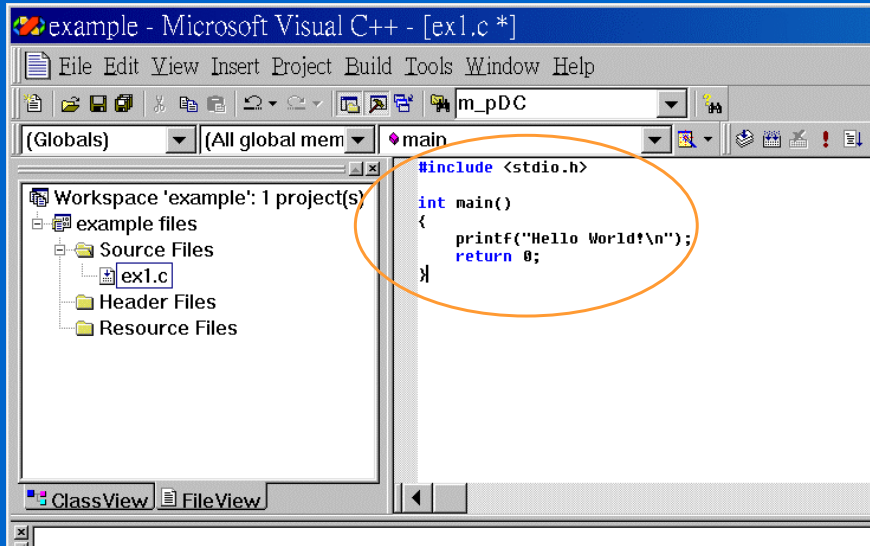 example - Microsoft Visual C++ - [ex1.c *]
File Edit View Insert Project Build Tools Window Help
m_pDC
(Globals) (All global mem main
Workspace 'example': 1 project(s)
example files
Source Files
ex1.c
Header Files
Resource Files
#include <stdio.h>
int main()
{
printf("Hello World!\n");
return 0;
}
ClassView FileView